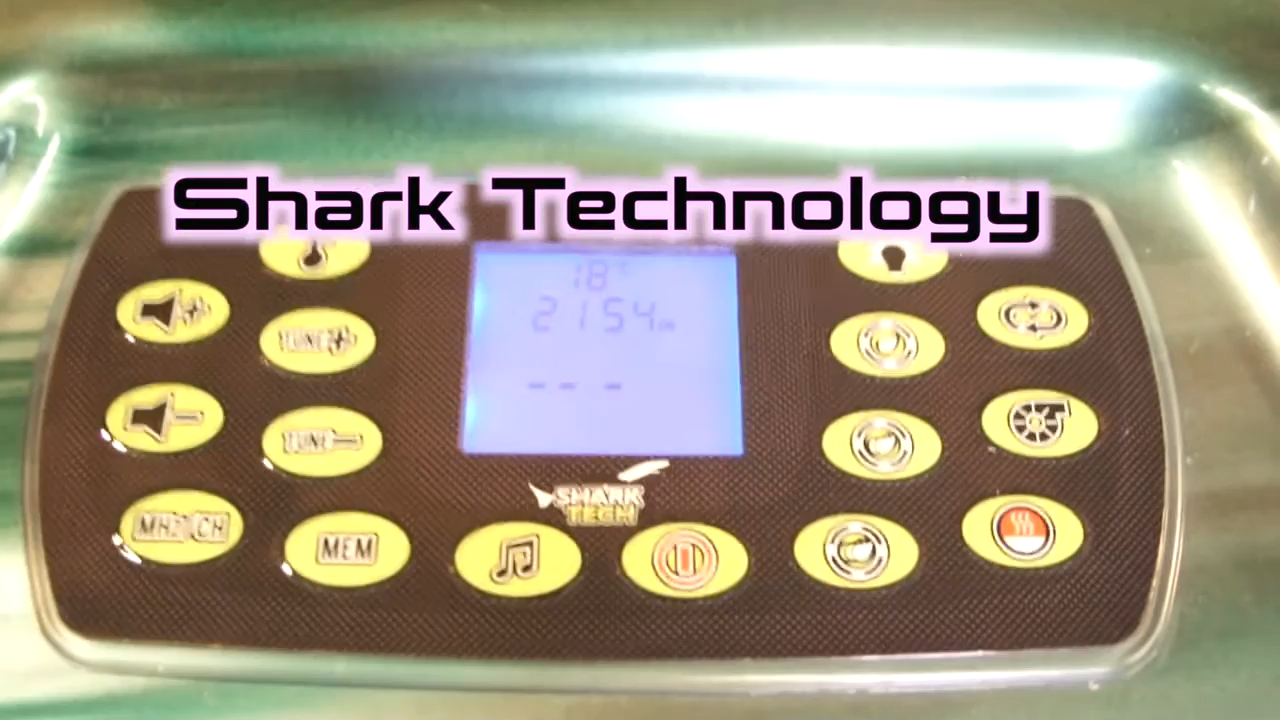 Shark Technology
18°C
2154
TUNE+
TUNE-
--- 
SHARK
TECH
MHZ/CH
MEM